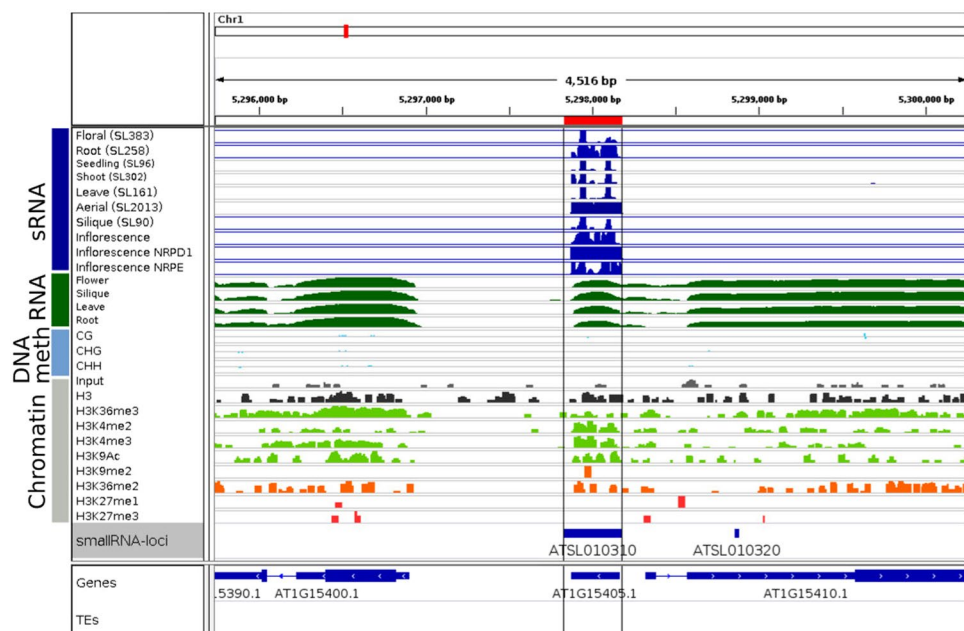 Chr1
4,516 bp
5,296,000 bp 5,297,000 bp 5,298,000 bp 5,299,000 bp 5,300,000 bp
sRNA
Floral (SL383)
Root (SL258)
Seedling (SL96)
Shoot (SL302)
Leave (SL161)
Aerial (SL2013)
Silique (SL90)
Inflorescence
Inflorescence NRPD1
Inflorescence NRPE
RNA
Flower
Silique
Leave
Root
DNA meth
CG
CHG
CHH
Chromatin
Input
H3
H3K36me3
H3K4me2
H3K4me3
H3K9Ac
H3K9me2
H3K36me2
H3K27me1
H3K27me3
smallRNA-loci
ATSL010310 ATSL010320
Genes
.5390.1 AT1G15400.1 AT1G15405.1 AT1G15410.1
TEs